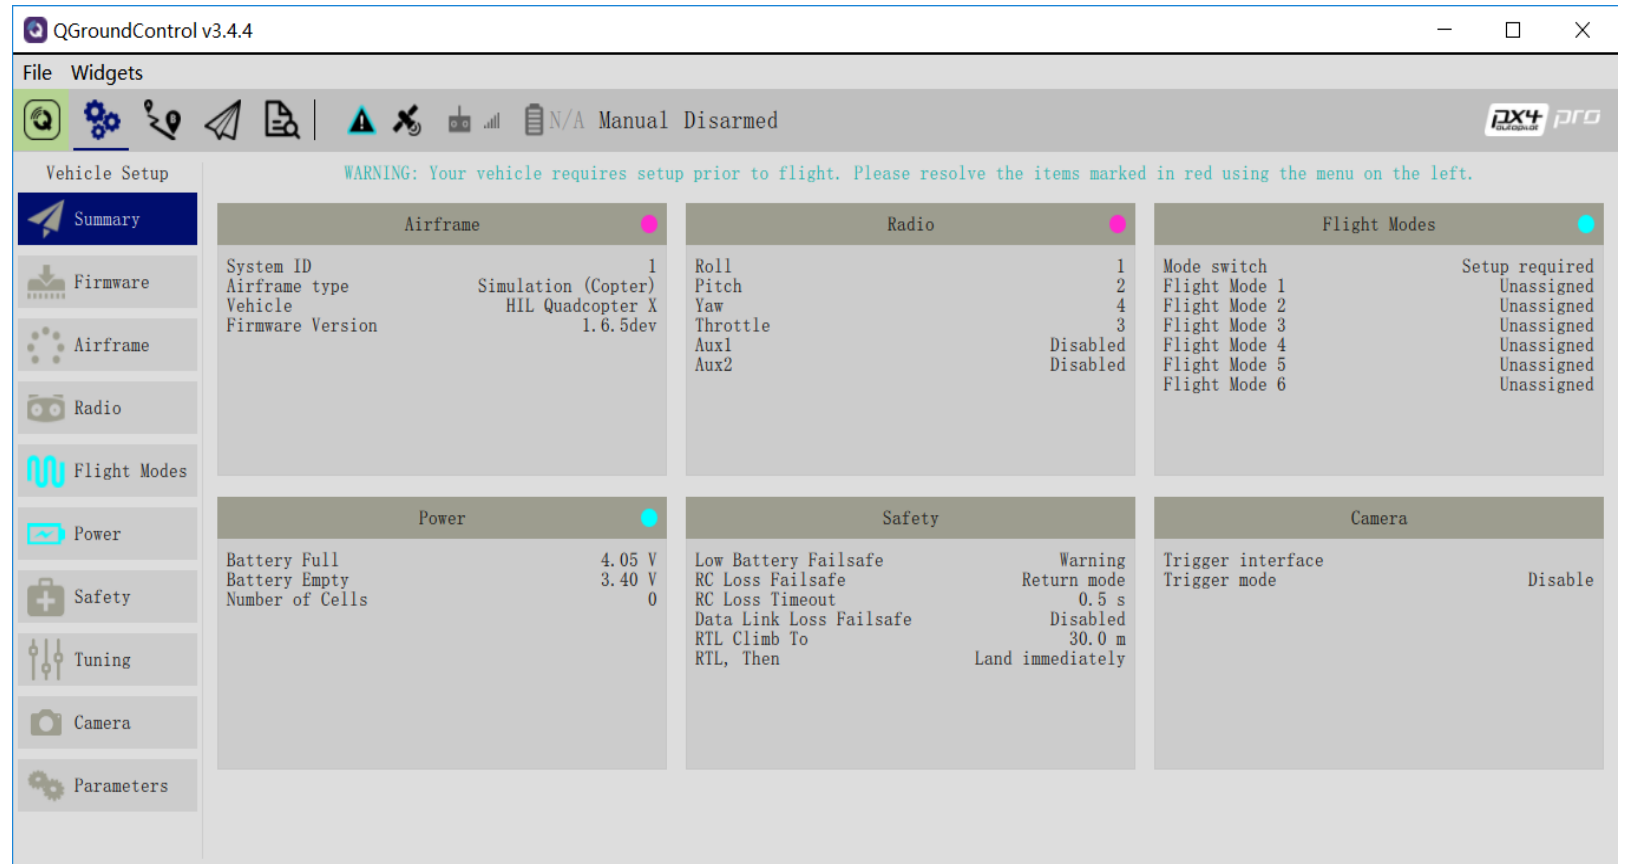 QGroundControl v3.4.4
File Widgets
N/A Manual Disarmed
px4 autopilot pro
Vehicle Setup
WARNING: Your vehicle requires setup prior to flight. Please resolve the items marked in red using the menu on the left.
Summary
Firmware
Airframe
Radio
Flight Modes
Power
Safety
Tuning
Camera
Parameters
Airframe
System ID 1
Airframe type Simulation (Copter)
Vehicle HIL Quadcopter X
Firmware Version 1.6.5dev
Radio
Roll 1
Pitch 2
Yaw 4
Throttle 3
Aux1 Disabled
Aux2 Disabled
Flight Modes
Mode switch Setup required
Flight Mode 1 Unassigned
Flight Mode 2 Unassigned
Flight Mode 3 Unassigned
Flight Mode 4 Unassigned
Flight Mode 5 Unassigned
Flight Mode 6 Unassigned
Power
Battery Full 4.05 V
Battery Empty 3.40 V
Number of Cells 0
Safety
Low Battery Failsafe Warning
RC Loss Failsafe Return mode
RC Loss Timeout 0.5 s
Data Link Loss Failsafe Disabled
RTL Climb To 30.0 m
RTL, Then Land immediately
Camera
Trigger interface
Trigger mode Disable